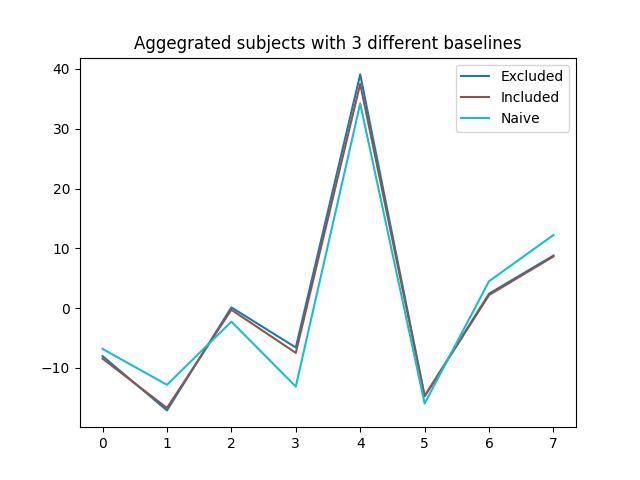 Aggegrated subjects with 3 different baselines
40
30
20
10
0
−10
0 1 2 3 4 5 6 7
Excluded
Included
Naive